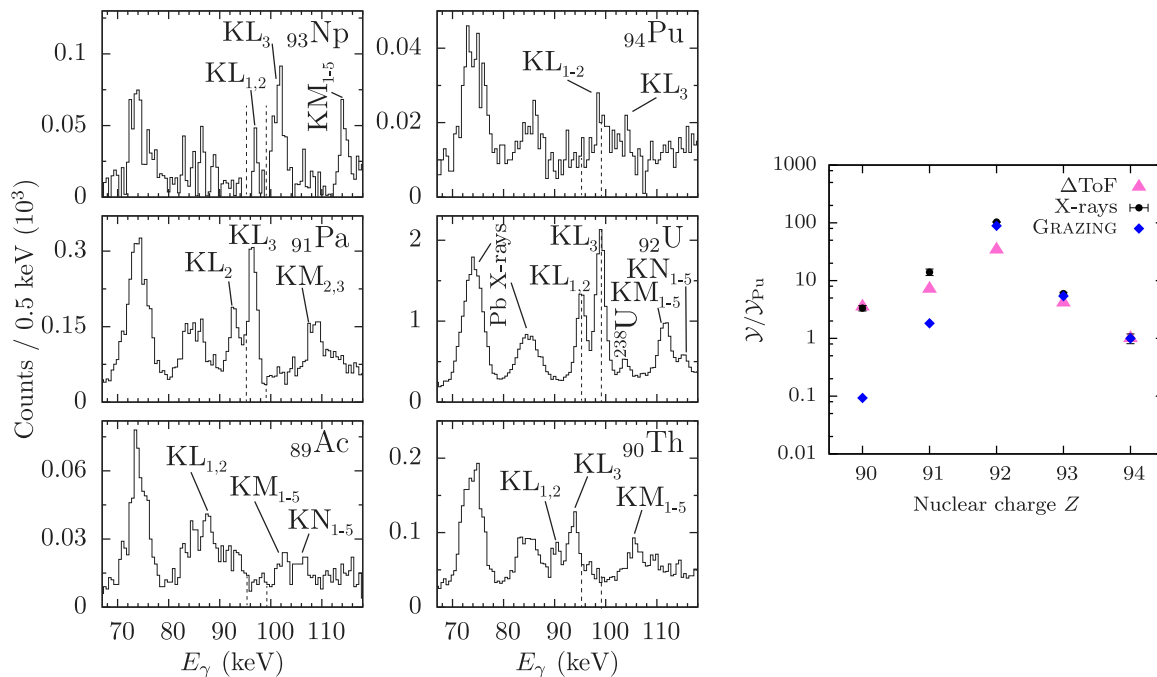 Counts / 0.5 keV (10³)
₉₃Np
KL₃
KL₁,₂
KM₁₋₅
0.1
0.05
0
₉₄Pu
KL₁₋₂
KL₃
0.04
0.02
0
₉₁Pa
KL₃
KL₂
KM₂,₃
0.3
0.15
0
₉₂U
Pb X-rays
KL₃
KL₁,₂
KN₁₋₅
KM₁₋₅
²³⁸U
2
1
0
₈₉Ac
KL₁,₂
KM₁₋₅
KN₁₋₅
0.06
0.03
0
₉₀Th
KL₃
KL₁,₂
KM₁₋₅
0.2
0.1
0
70 80 90 100 110
70 80 90 100 110
E_γ (keV)
E_γ (keV)
𝒴/𝒴_Pu
1000
100
10
1
0.1
0.01
ΔToF
X-rays
GRAZING
90 91 92 93 94
Nuclear charge Z